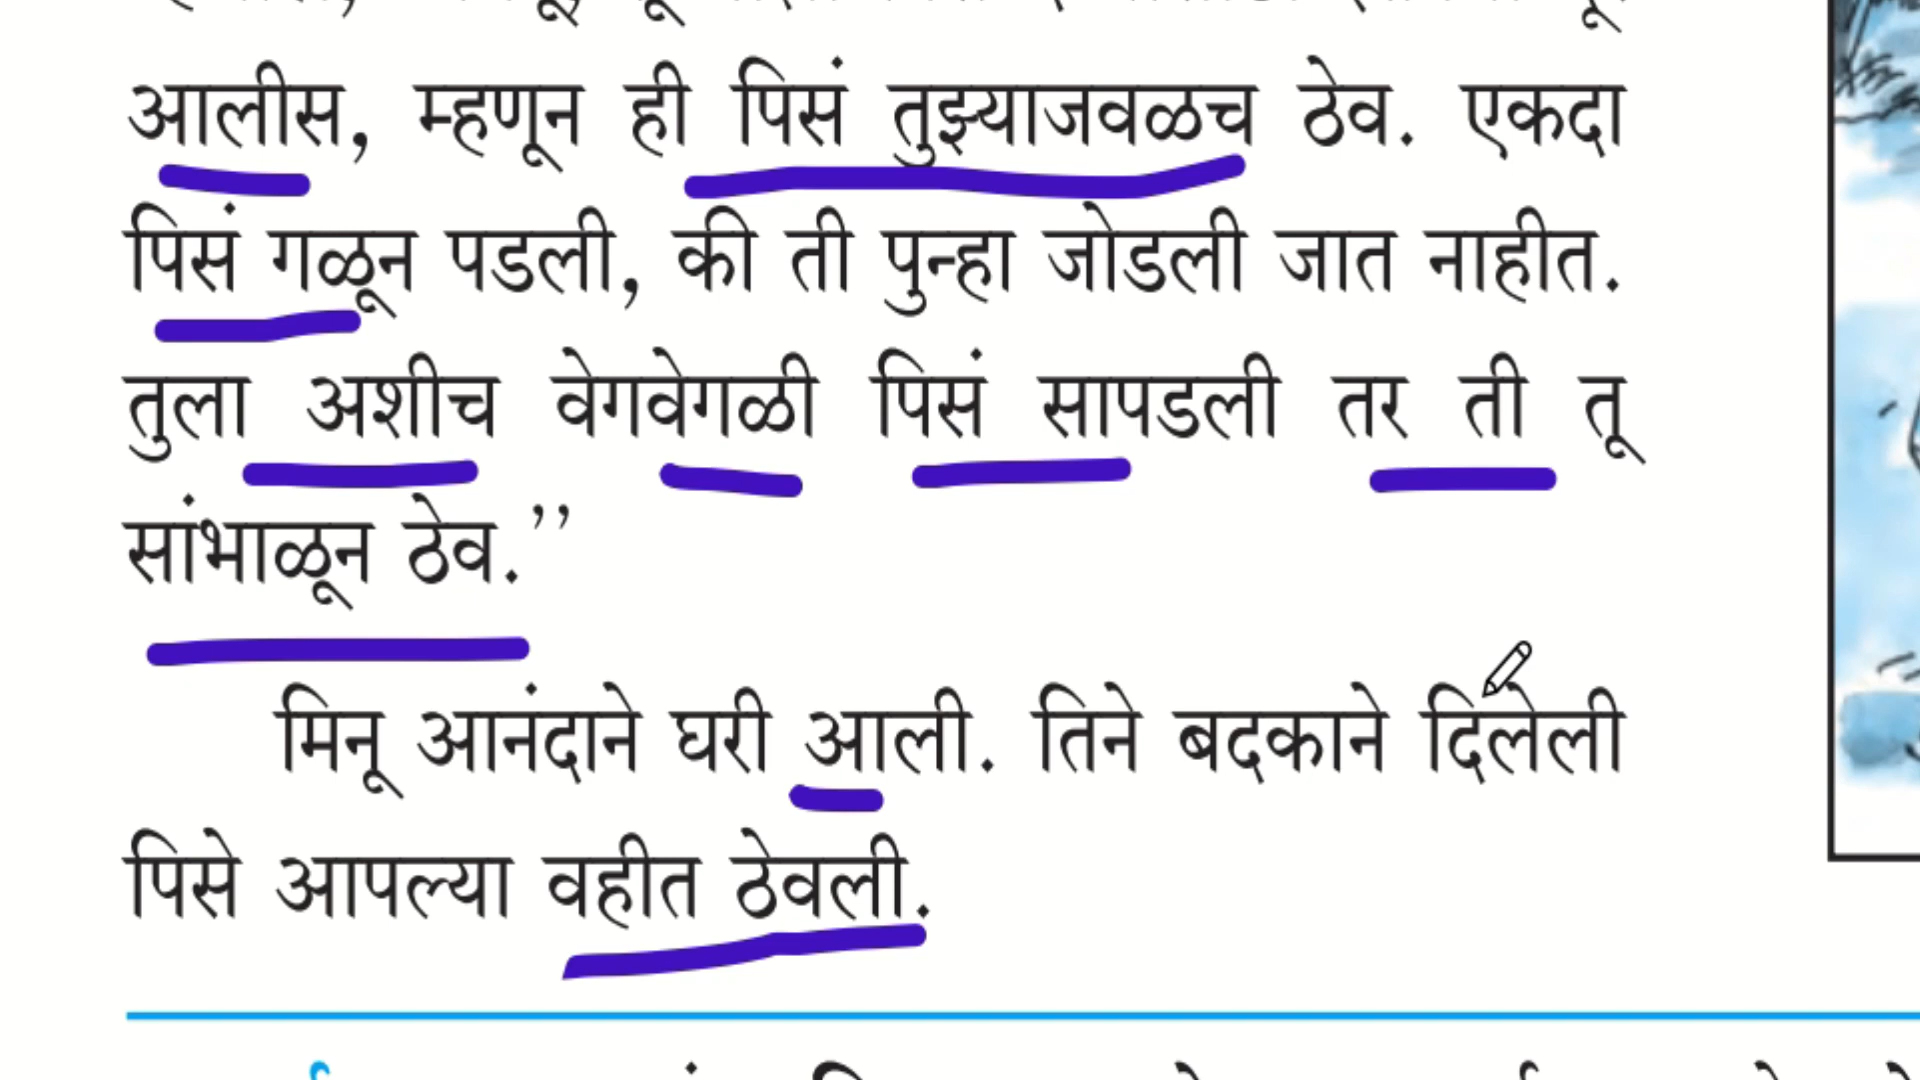 आलीस, म्हणून ही पिसं तुझ्याजवळच ठेव. एकदा
पिसं गळून पडली, की ती पुन्हा जोडली जात नाहीत.
तुला अशीच वेगवेगळी पिसं सापडली तर ती तू
सांभाळून ठेव.’’
मिनू आनंदाने घरी आली. तिने बदकाने दिलेली
पिसे आपल्या वहीत ठेवली.